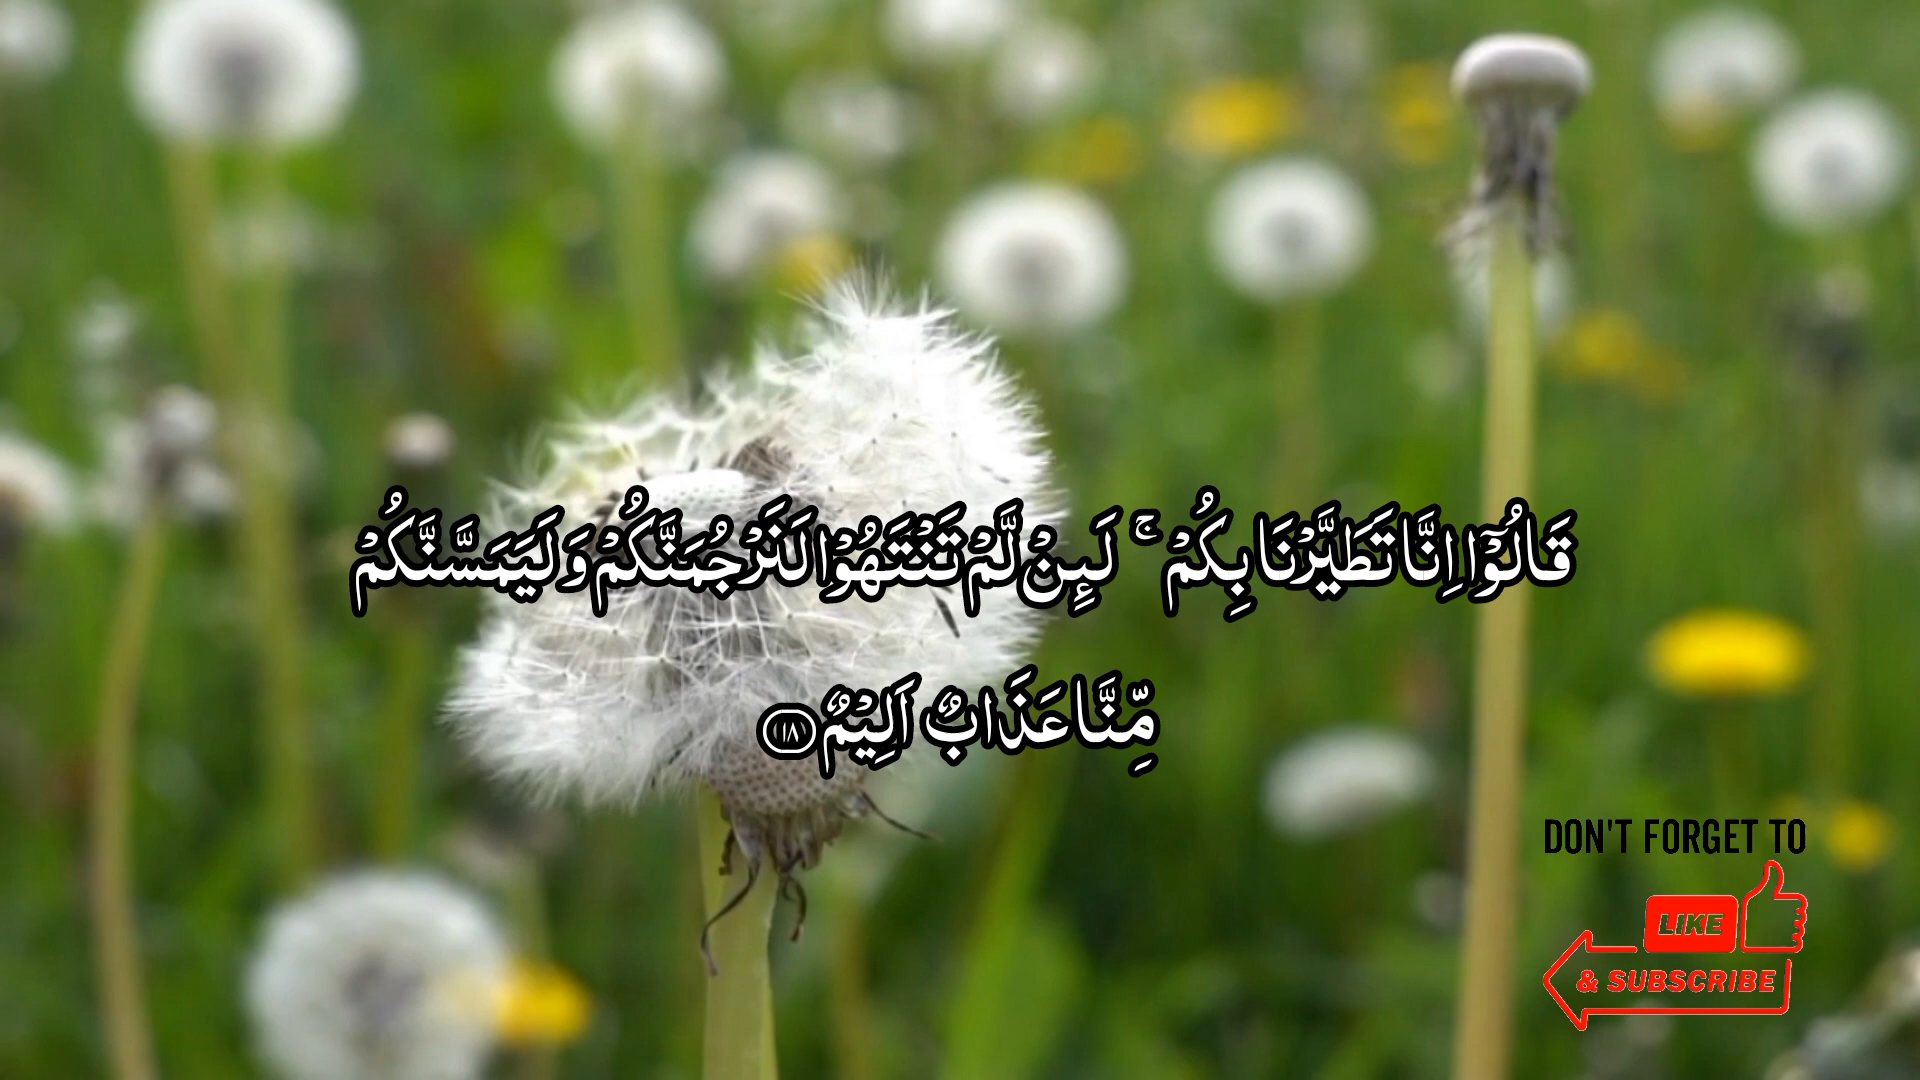 قَالُوْۤا اِنَّا تَطَيَّرْنَا بِكُمْ ۚ لَىِٕنْ لَّمْ تَنْتَهُوْا لَنَرْجُمَنَّكُمْ وَ لَيَمَسَّنَّكُمْ
مِّنَّا عَذَابٌ اَلِيْمٌ ﴿۱۸﴾
DON'T FORGET TO
LIKE
& SUBSCRIBE